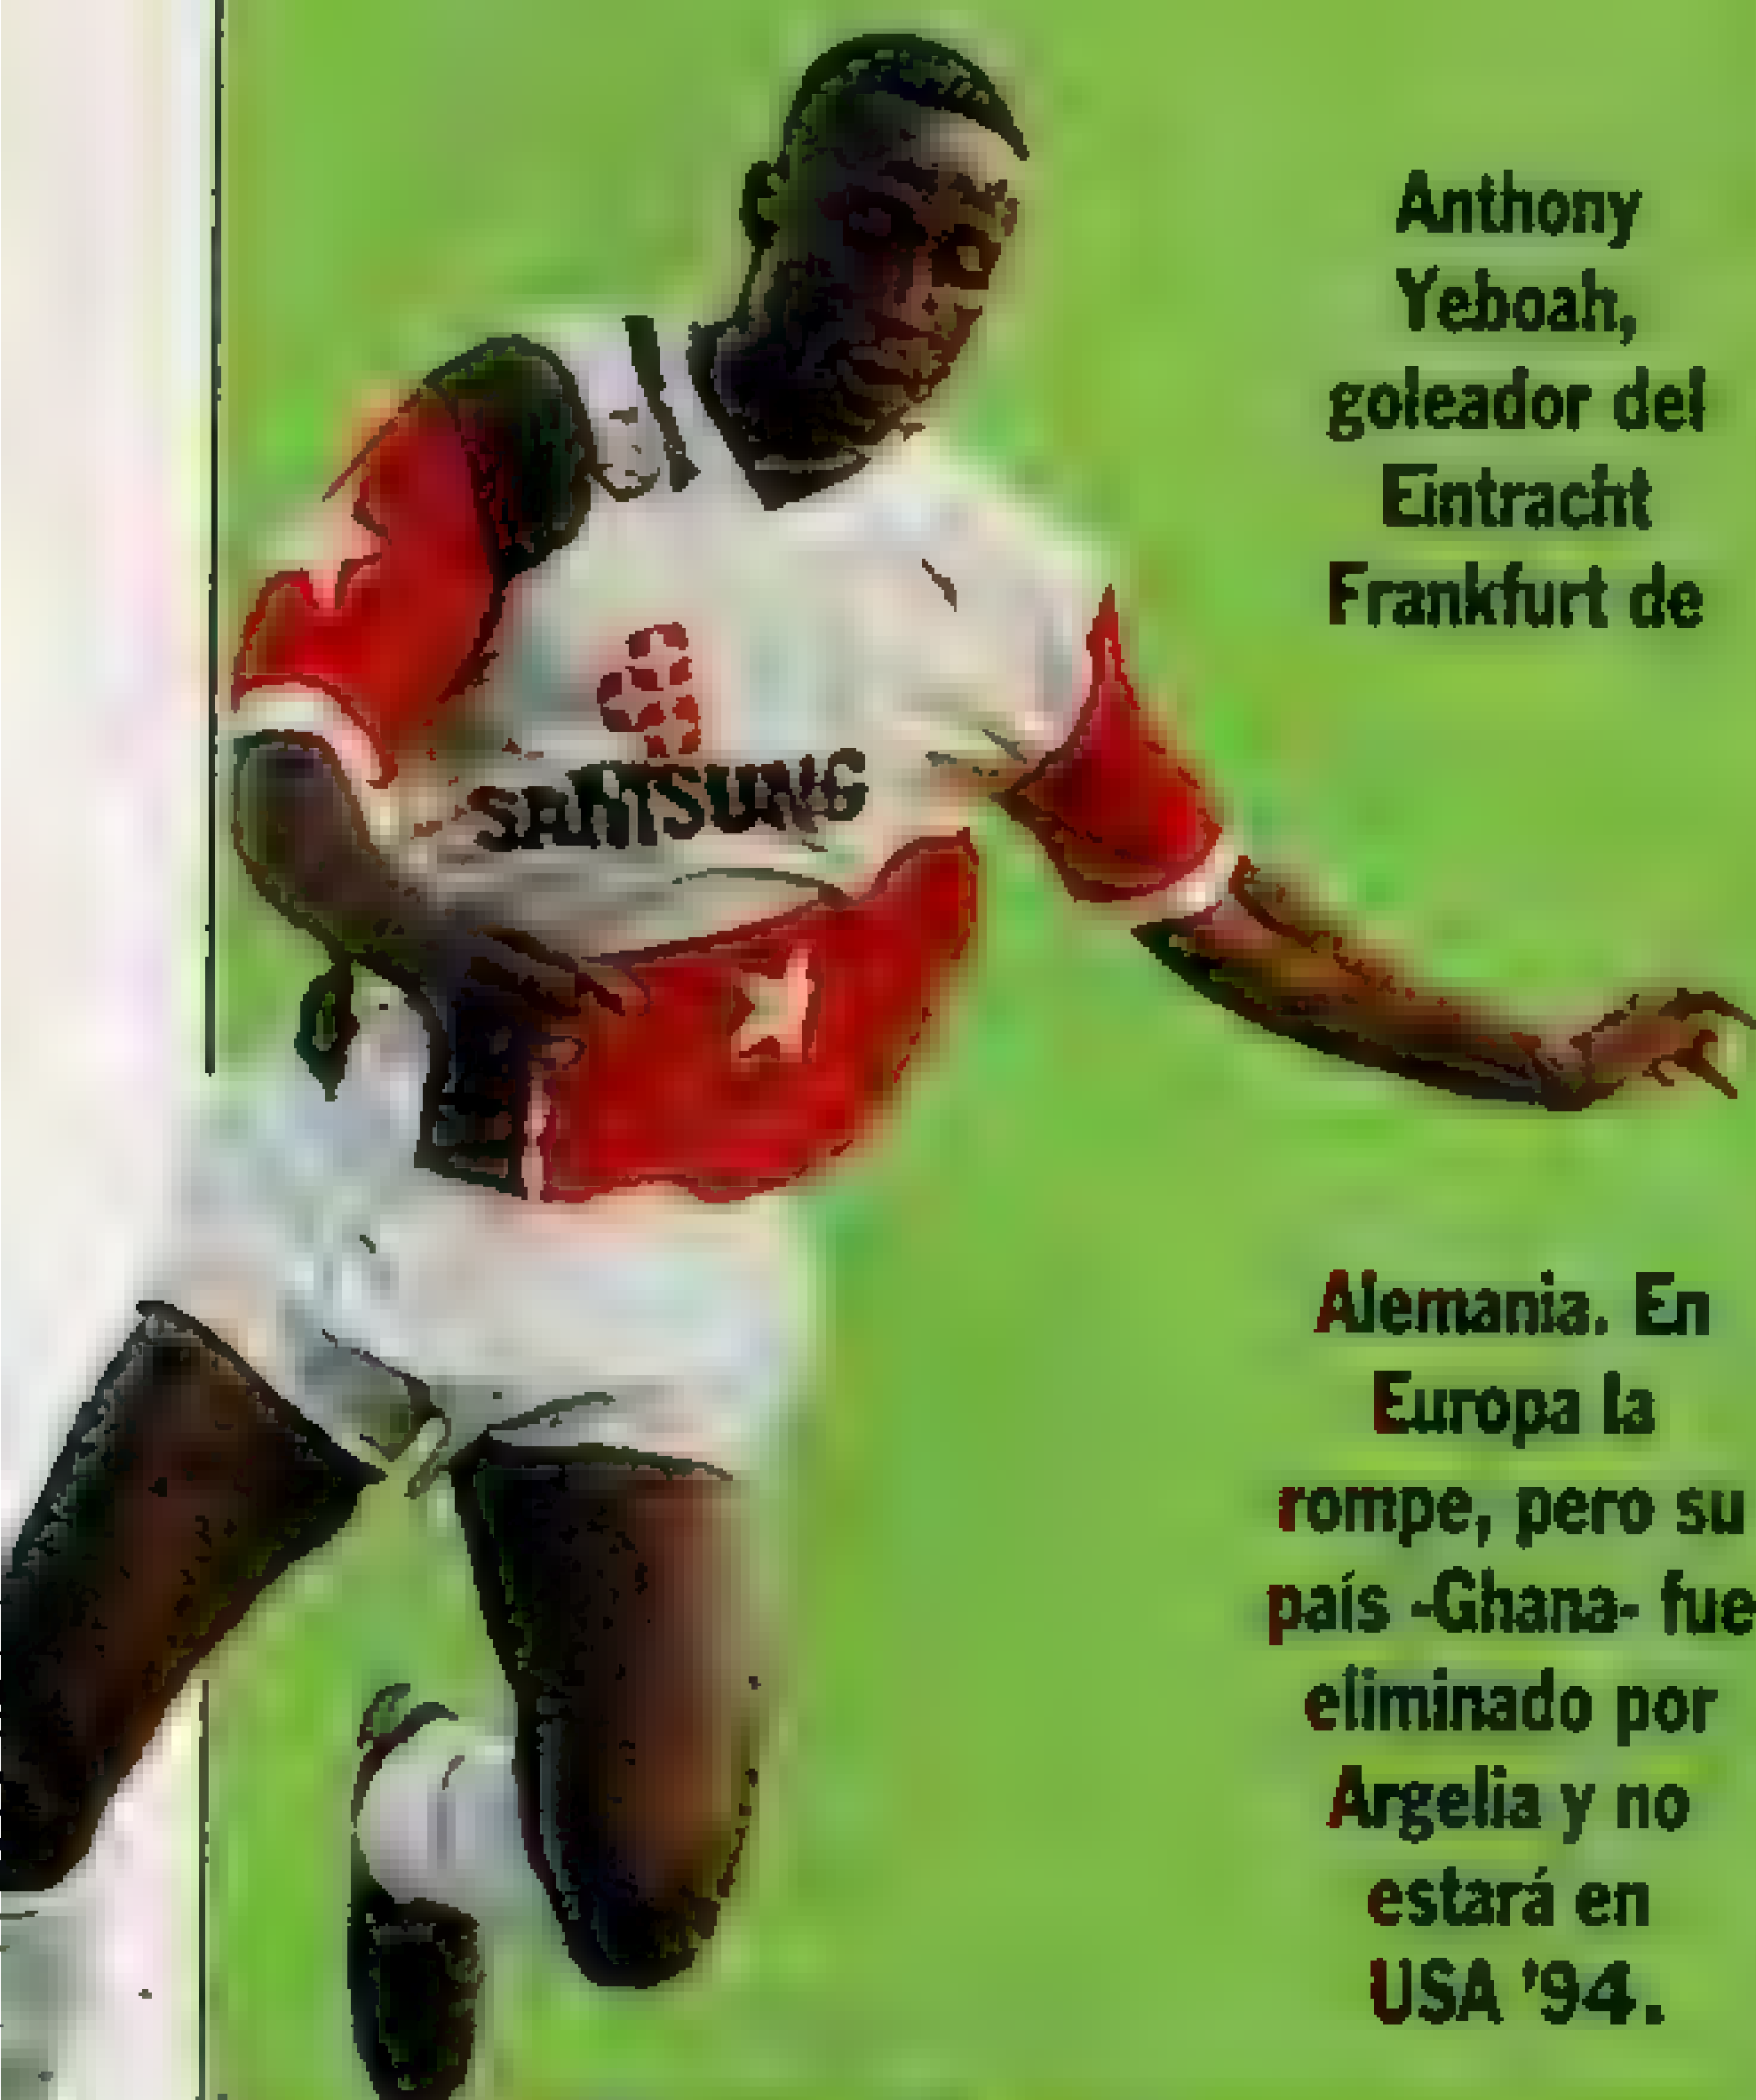 Anthony
Yeboah,
goleador del
Eintracht
Frankfurt de
Alemania. En
Europa la
rompe, pero su
país -Ghana- fue
eliminado por
Argelia y no
estará en
USA '94.
SAMSUNG